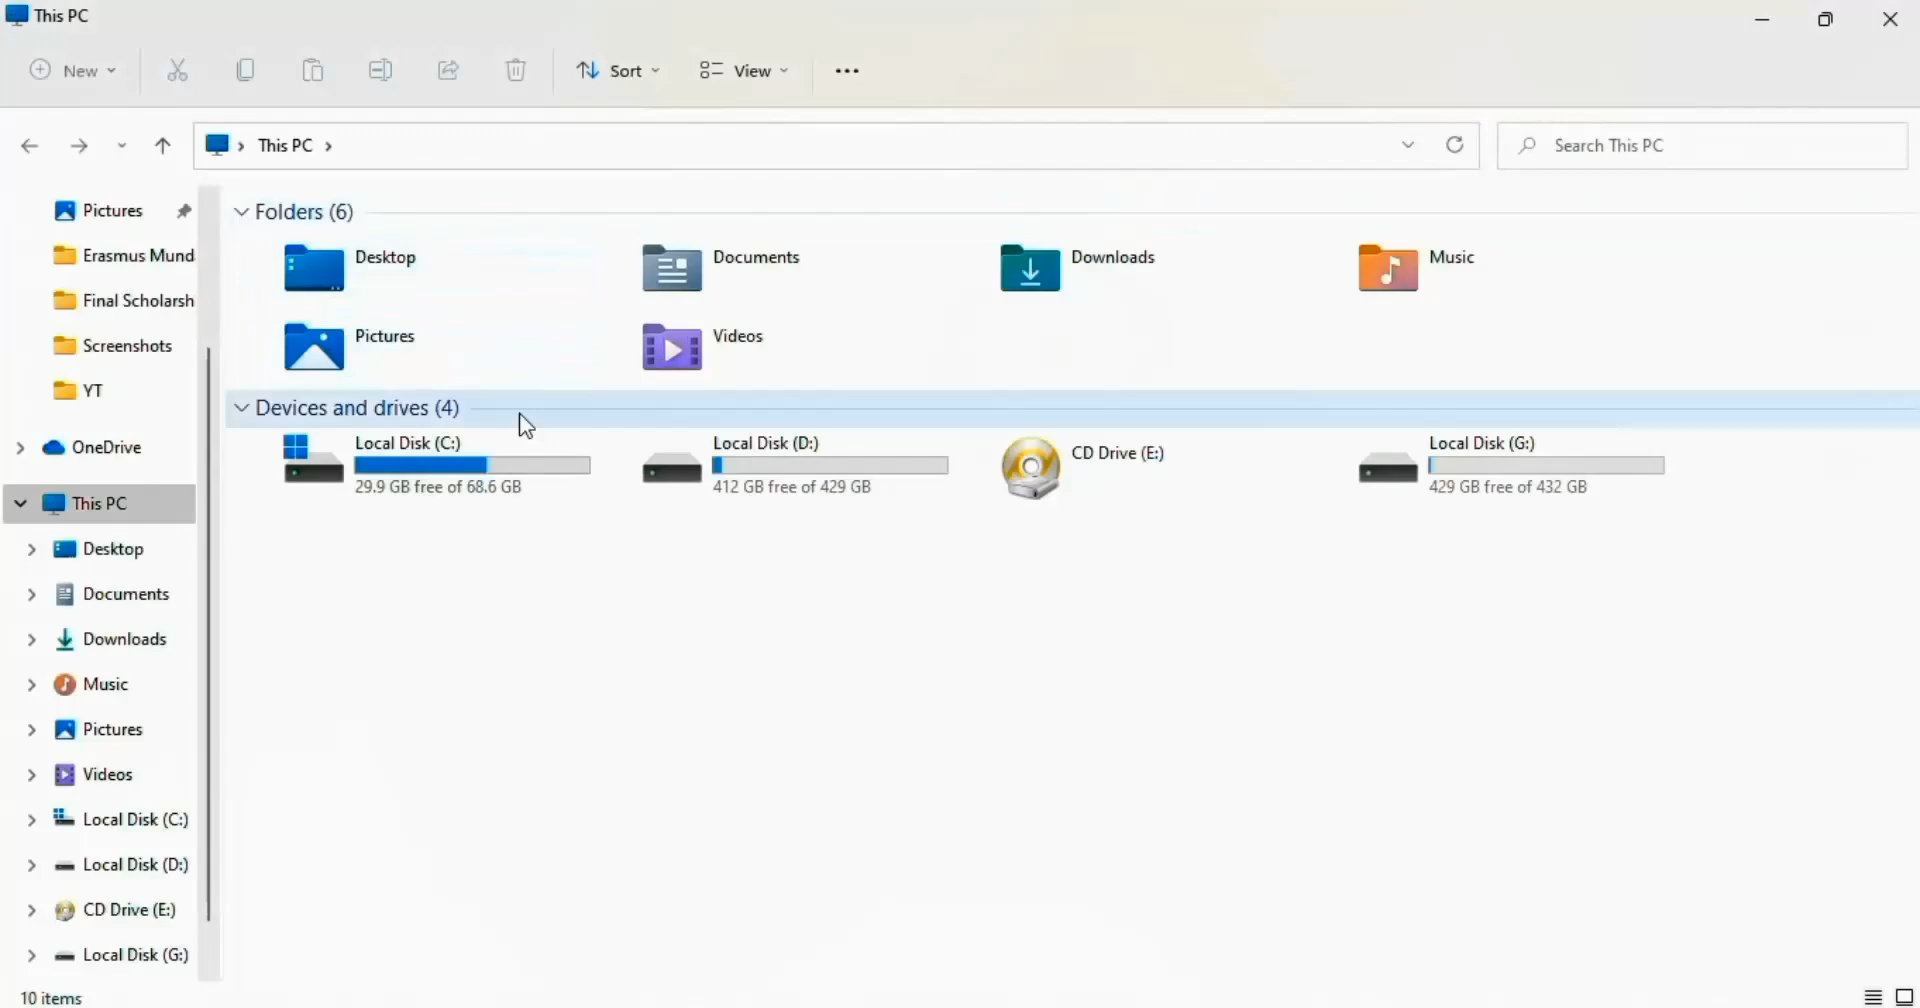 This PC
New
Sort
View
This PC
Search This PC
Pictures
Erasmus Mund
Final Scholarsh
Screenshots
YT
OneDrive
This PC
Desktop
Documents
Downloads
Music
Pictures
Videos
Local Disk (C:)
Local Disk (D:)
CD Drive (E:)
Local Disk (G:)
Folders (6)
Desktop
Documents
Downloads
Music
Pictures
Videos
Devices and drives (4)
Local Disk (C:)
29.9 GB free of 68.6 GB
Local Disk (D:)
412 GB free of 429 GB
CD Drive (E:)
Local Disk (G:)
429 GB free of 432 GB
10 items